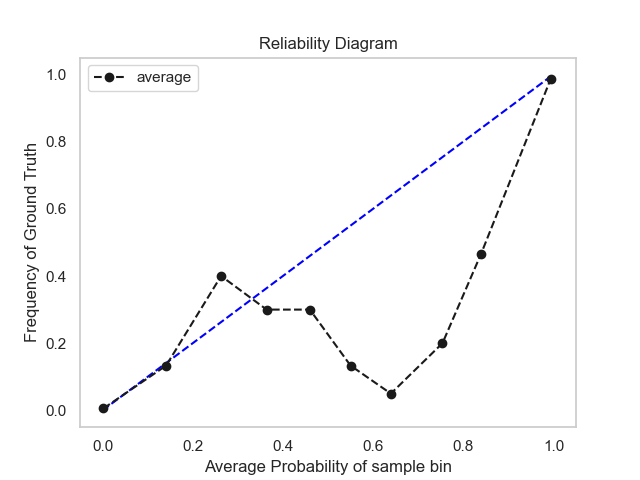 Reliability Diagram
average
Frequency of Ground Truth
1.0
0.8
0.6
0.4
0.2
0.0
0.0 0.2 0.4 0.6 0.8 1.0
Average Probability of sample bin